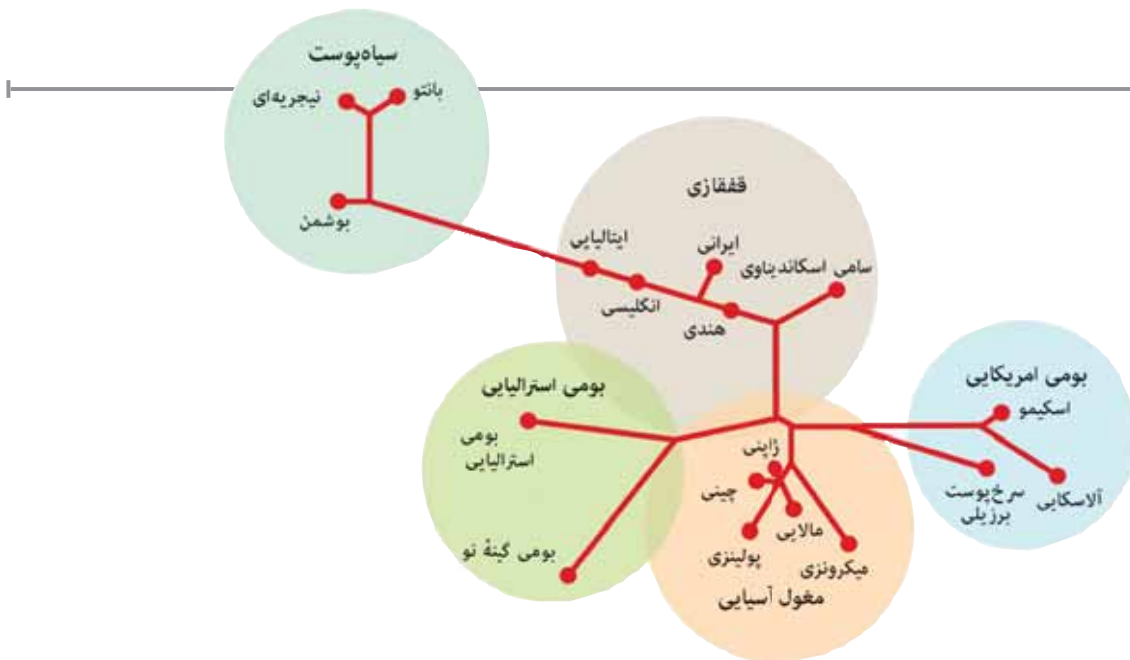 سیاه‌پوست
بانتو
نیجریه‌ای
بوشمن
قفقازی
ایتالیایی
ایرانی
سامی اسکاندیناوی
انگلیسی
هندی
بومی امریکایی
اسکیمو
آلاسکایی
سرخ‌پوست
برزیلی
بومی استرالیایی
بومی
استرالیایی
بومی گینهٔ نو
ژاپنی
چینی
مالایی
پولینزی
میکرونزی
مغول آسیایی